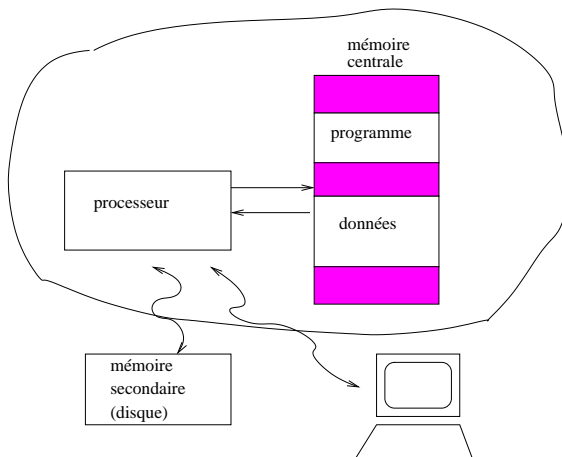 mémoire
centrale
programme
processeur
données
mémoire
secondaire
(disque)